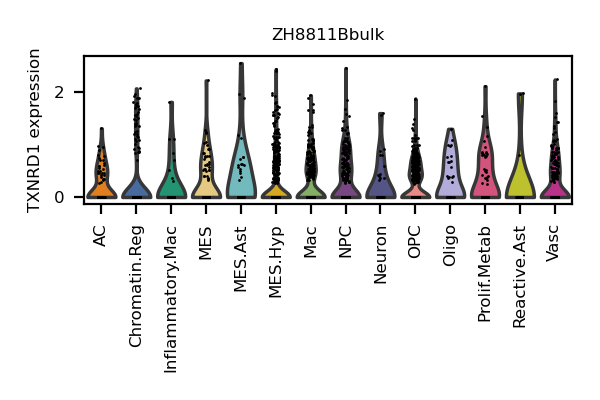 ZH8811Bbulk
TXNRD1 expression
2
0
AC
Chromatin.Reg
Inflammatory.Mac
MES
MES.Ast
MES.Hyp
Mac
NPC
Neuron
OPC
Oligo
Prolif.Metab
Reactive.Ast
Vasc